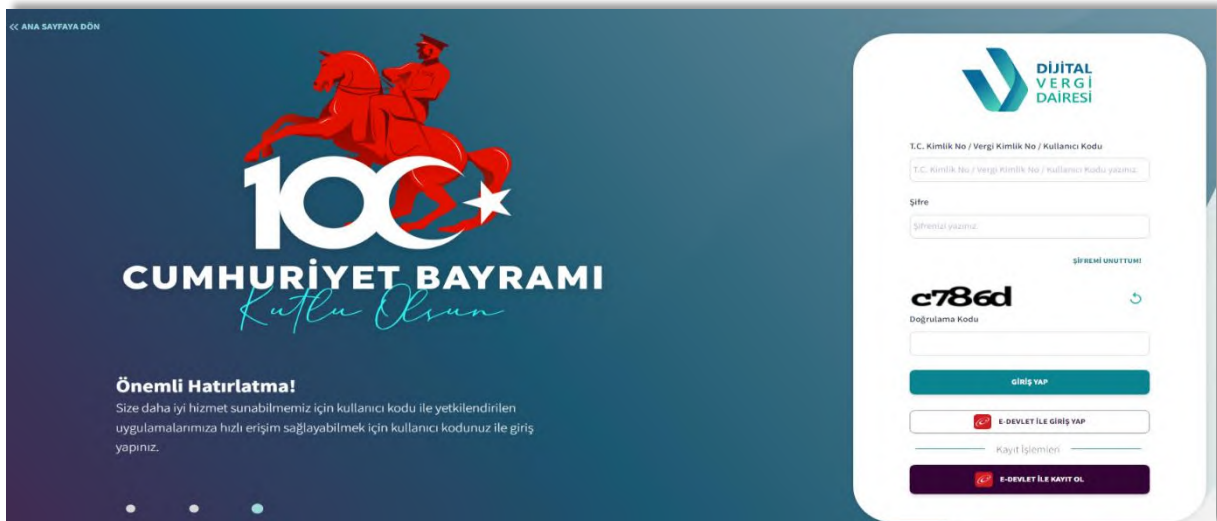 << ANA SAYFAYA DÖN
100
CUMHURİYET BAYRAMI
Kutlu Olsun
Önemli Hatırlatma!
Size daha iyi hizmet sunabilmemiz için kullanıcı kodu ile yetkilendirilen
uygulamalarımıza hızlı erişim sağlayabilmek için kullanıcı kodunuz ile giriş
yapınız.
DİJİTAL
VERGİ
DAİRESİ
T.C. Kimlik No / Vergi Kimlik No / Kullanıcı Kodu
T.C. Kimlik No / Vergi Kimlik No / Kullanıcı Kodu yazınız.
Şifre
Şifrenizi yazınız.
ŞİFREMİ UNUTTUM!
c786d
Doğrulama Kodu
GİRİŞ YAP
E-DEVLET İLE GİRİŞ YAP
Kayıt İşlemleri
E-DEVLET İLE KAYIT OL